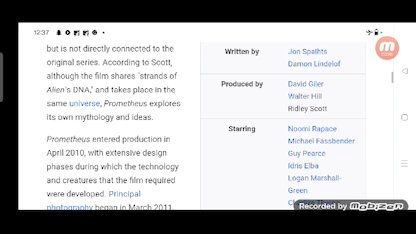 12:37
but is not directly connected to the
original series. According to Scott,
although the film shares "strands of
Alien's DNA," and takes place in the
same universe, Prometheus explores
its own mythology and ideas.
Prometheus entered production in
April 2010, with extensive design
phases during which the technology
and creatures that the film required
were developed. Principal
photography began in March 2011,
Written by
Jon Spaihts
Damon Lindelof
Produced by
David Giler
Walter Hill
Ridley Scott
Starring
Noomi Rapace
Michael Fassbender
Guy Pearce
Idris Elba
Logan Marshall-
Green
Recorded by Mobizen